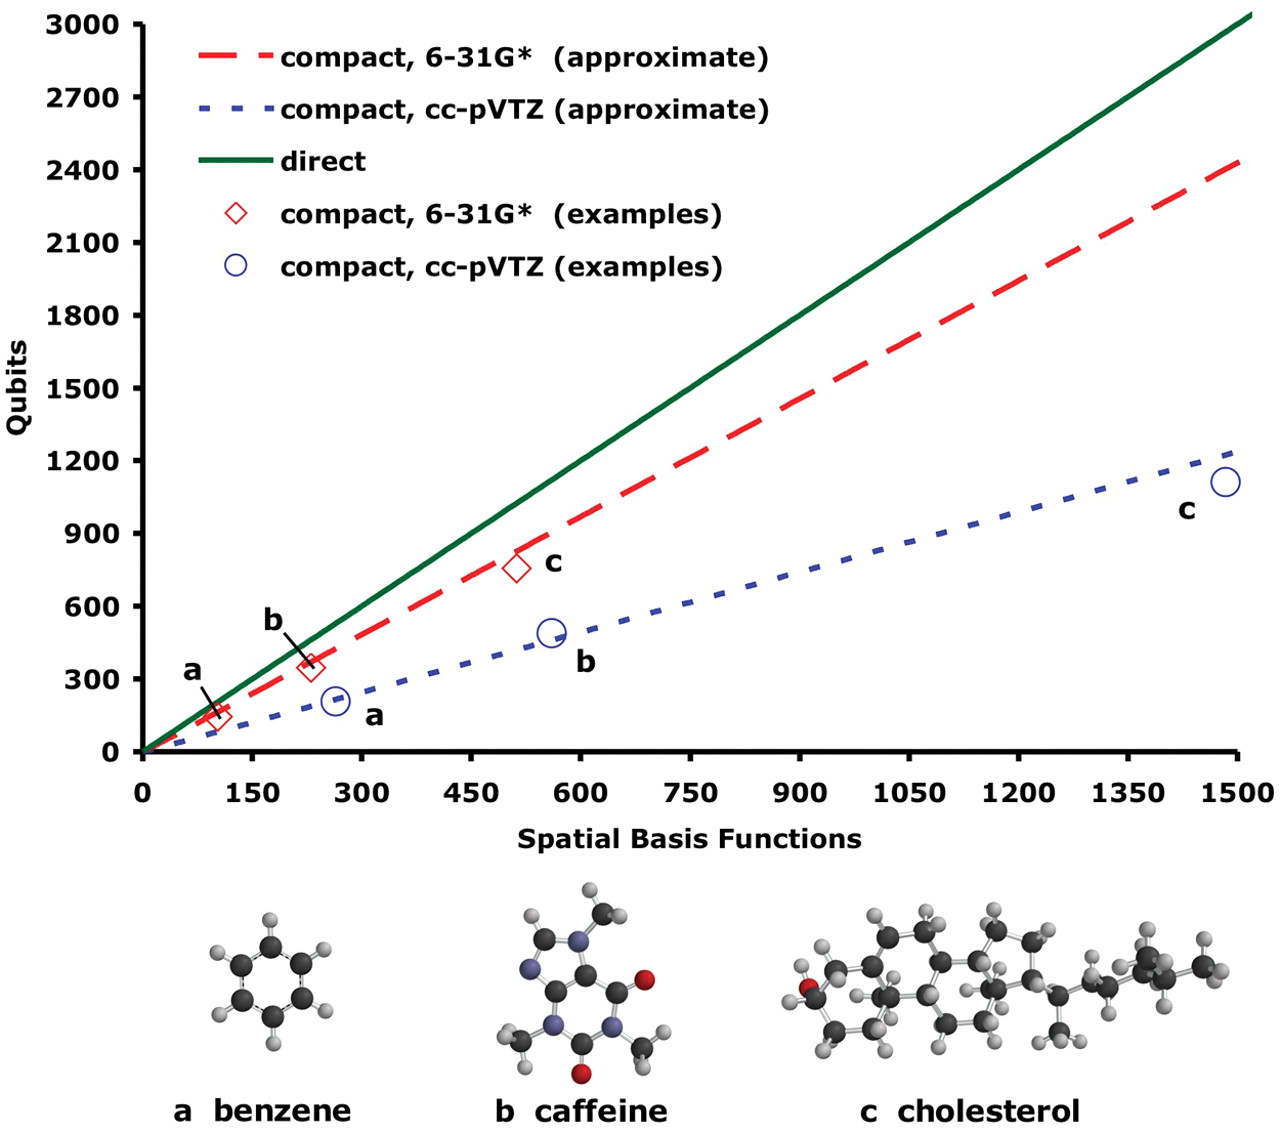 3000
2700
2400
2100
1800
1500
1200
900
600
300
0
Qubits
compact, 6-31G* (approximate)
compact, cc-pVTZ (approximate)
direct
compact, 6-31G* (examples)
compact, cc-pVTZ (examples)
a
b
c
a
b
c
0 150 300 450 600 750 900 1050 1200 1350 1500
Spatial Basis Functions
a benzene
b caffeine
c cholesterol